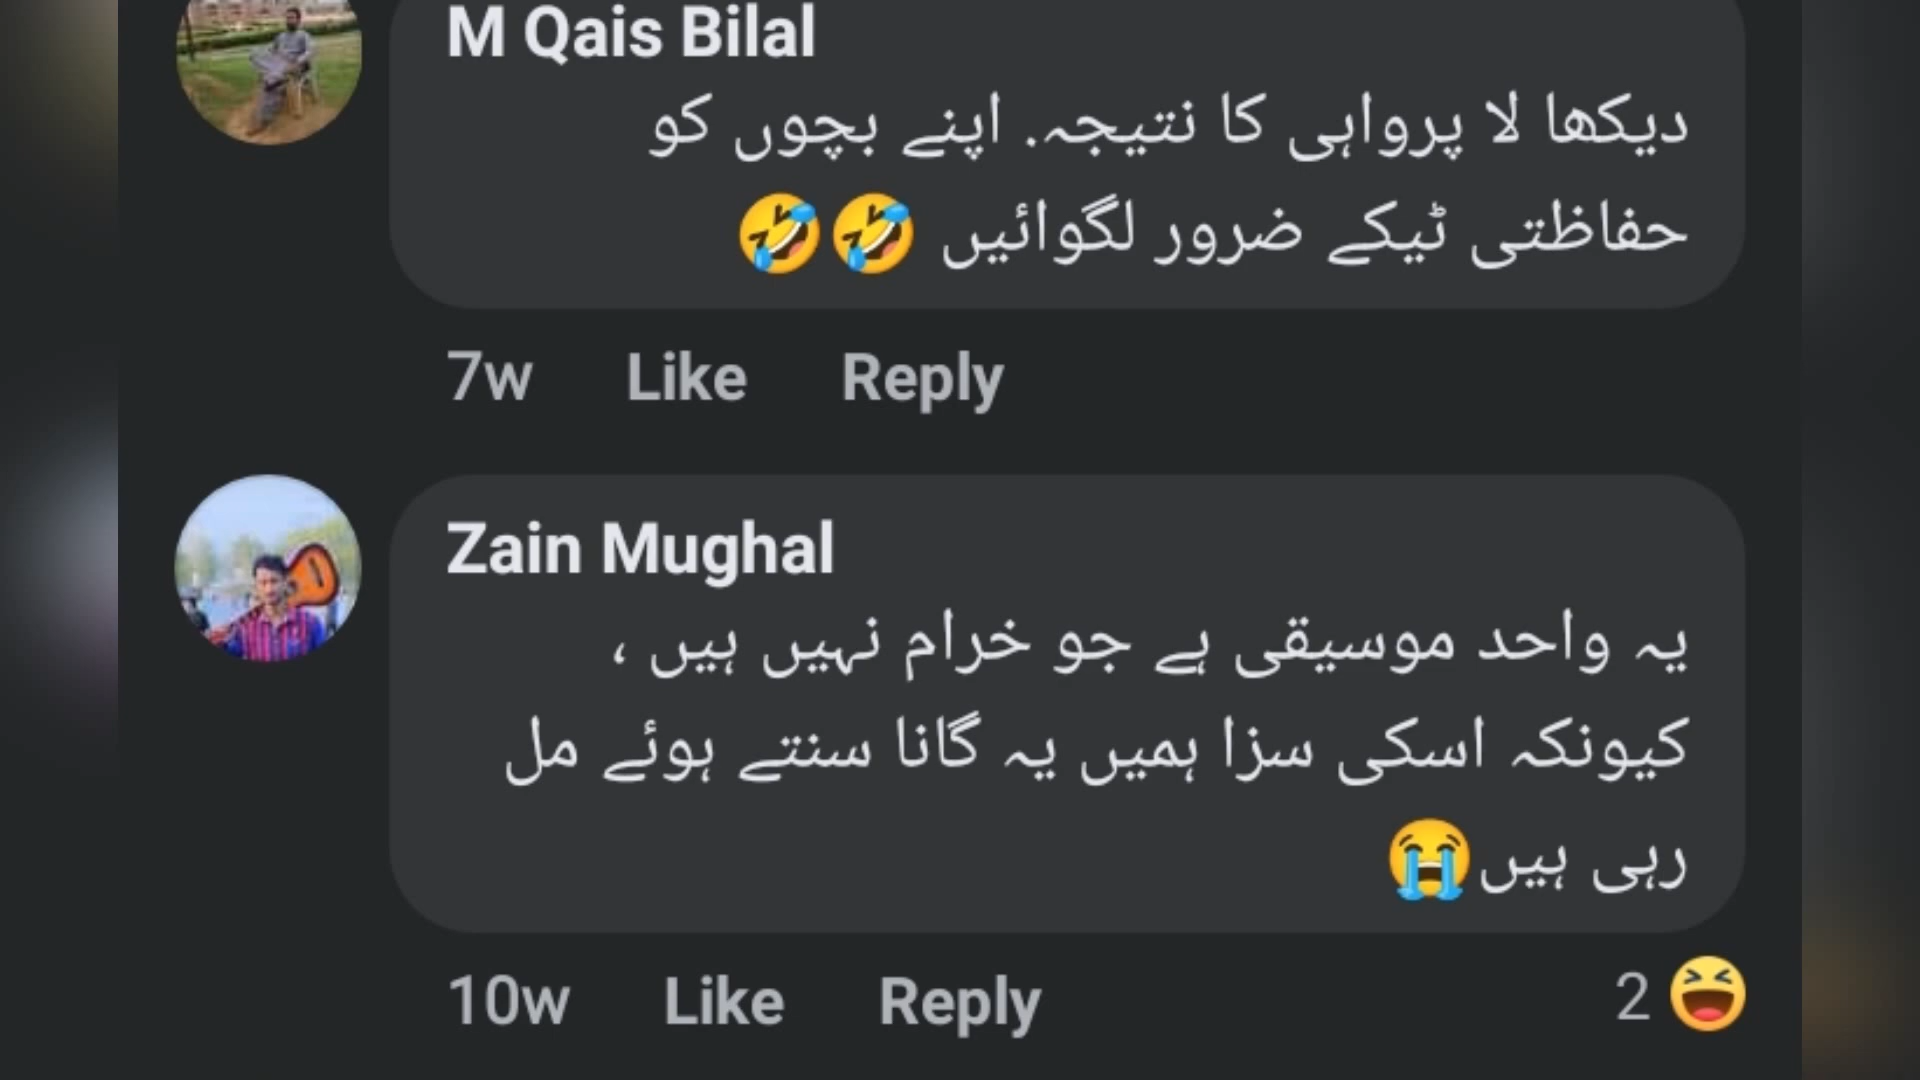 M Qais Bilal
دیکھا لا پرواہی کا نتیجہ. اپنے بچوں کو
حفاظتی ٹیکے ضرور لگوائیں 🤣🤣
7w Like Reply
Zain Mughal
یہ واحد موسیقی ہے جو خرام نہیں ہیں ،
کیونکہ اسکی سزا ہمیں یہ گانا سنتے ہوئے مل
رہی ہیں😭
10w Like Reply 2